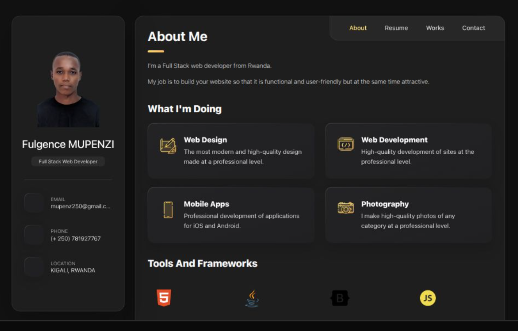 Fulgence MUPENZI
Full Stack Web Developer
EMAIL
mupenzi250@gmail.c...
PHONE
(+ 250) 781927767
LOCATION
KIGALI, RWANDA
About
Resume
Works
Contact
About Me
I'm a Full Stack web developer from Rwanda.
My job is to build your website so that it is functional and user-friendly but at the same time attractive.
What I'm Doing
Web Design
The most modern and high-quality design
made at a professional level.
Web Development
High-quality development of sites at the
professional level.
Mobile Apps
Professional development of applications
for iOS and Android.
Photography
I make high-quality photos of any
category at a professional level.
Tools And Frameworks
5
B
JS